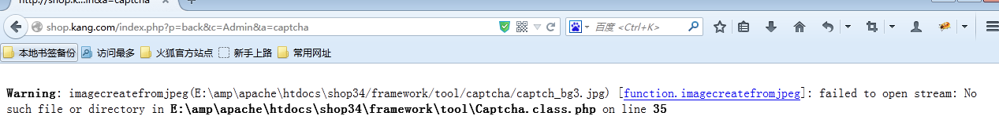 http://shop.k...in&a=captcha
shop.kang.com/index.php?p=back&c=Admin&a=captcha
百度 <Ctrl+K>
本地书签备份 访问最多 火狐官方站点 新手上路 常用网址
Warning: imagecreatefromjpeg(E:\amp\apache\htdocs\shop34/framework/tool/captcha/captch_bg3.jpg) [function.imagecreatefromjpeg]: failed to open stream: No
such file or directory in E:\amp\apache\htdocs\shop34\framework\tool\Captcha.class.php on line 35